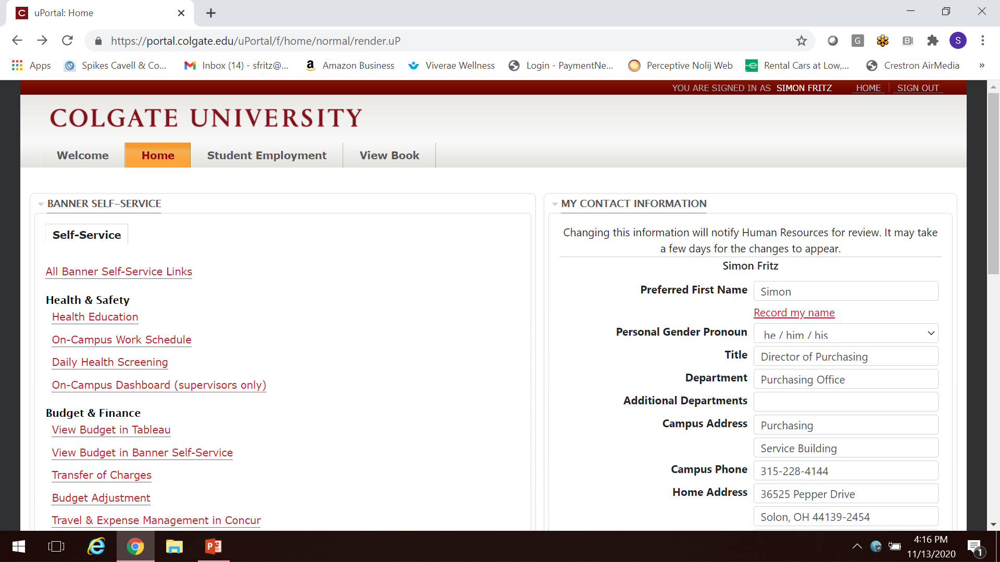 uPortal: Home
https://portal.colgate.edu/uPortal/f/home/normal/render.uP
G
B
S
Apps
Spikes Cavell & Co...
Inbox (14) - sfritz@...
Amazon Business
Viverae Wellness
Login - PaymentNe...
Perceptive Nolij Web
Rental Cars at Low,...
Crestron AirMedia
»
YOU ARE SIGNED IN AS SIMON FRITZ HOME SIGN OUT
COLGATE UNIVERSITY
Welcome
Home
Student Employment
View Book
BANNER SELF-SERVICE
Self-Service
All Banner Self-Service Links
Health & Safety
Health Education
On-Campus Work Schedule
Daily Health Screening
On-Campus Dashboard (supervisors only)
Budget & Finance
View Budget in Tableau
View Budget in Banner Self-Service
Transfer of Charges
Budget Adjustment
Travel & Expense Management in Concur
MY CONTACT INFORMATION
Changing this information will notify Human Resources for review. It may take
a few days for the changes to appear.
Simon Fritz
Preferred First Name Simon
Record my name
Personal Gender Pronoun he / him / his
Title Director of Purchasing
Department Purchasing Office
Additional Departments
Campus Address Purchasing
Service Building
Campus Phone 315-228-4144
Home Address 36525 Pepper Drive
Solon, OH 44139-2454
4:16 PM
11/13/2020
1